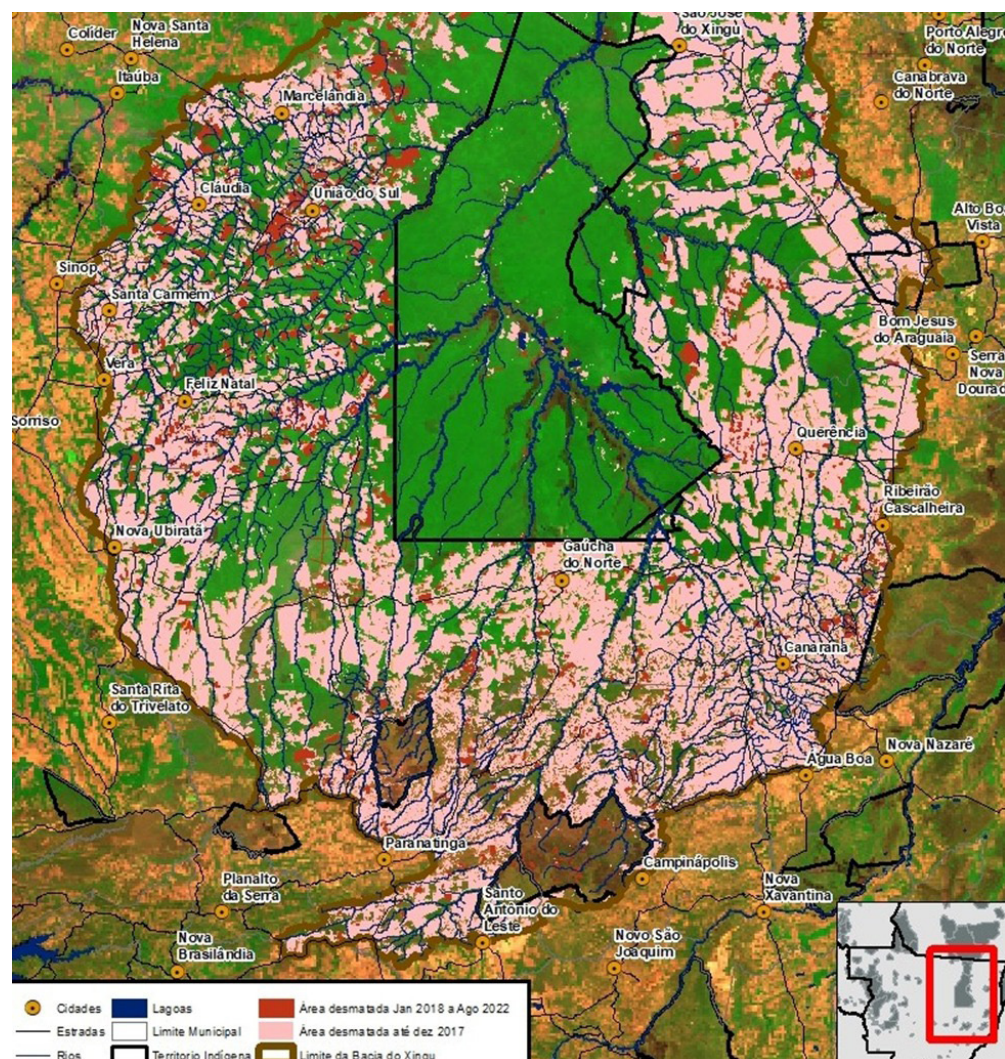 São José
do Xingu
Colíder
Nova Santa
Helena
Porto Alegre
do Norte
Itaúba
Canabrava
do Norte
Marcelândia
Cláudia
União do Sul
Alto Bo
Vista
Sinop
Santa Carmem
Bom Jesus
do Araguaia
Serra
Nova
Dourad
Vera
Feliz Natal
Sorriso
Querência
Ribeirão
Cascalheira
Nova Ubiratã
Gaúcha
do Norte
Canarana
Santa Rita
do Trivelato
Nova Nazaré
Água Boa
Paranatinga
Campinápolis
Planalto
da Serra
Santo
Antônio do
Leste
Nova
Xavantina
Nova
Brasilândia
Novo São
Joaquim
Cidades
Lagoas
Área desmatada Jan 2018 a Ago 2022
Estradas
Limite Municipal
Área desmatada até dez 2017
Rios
Territorio Indígena
Limite da Bacia do Xingu